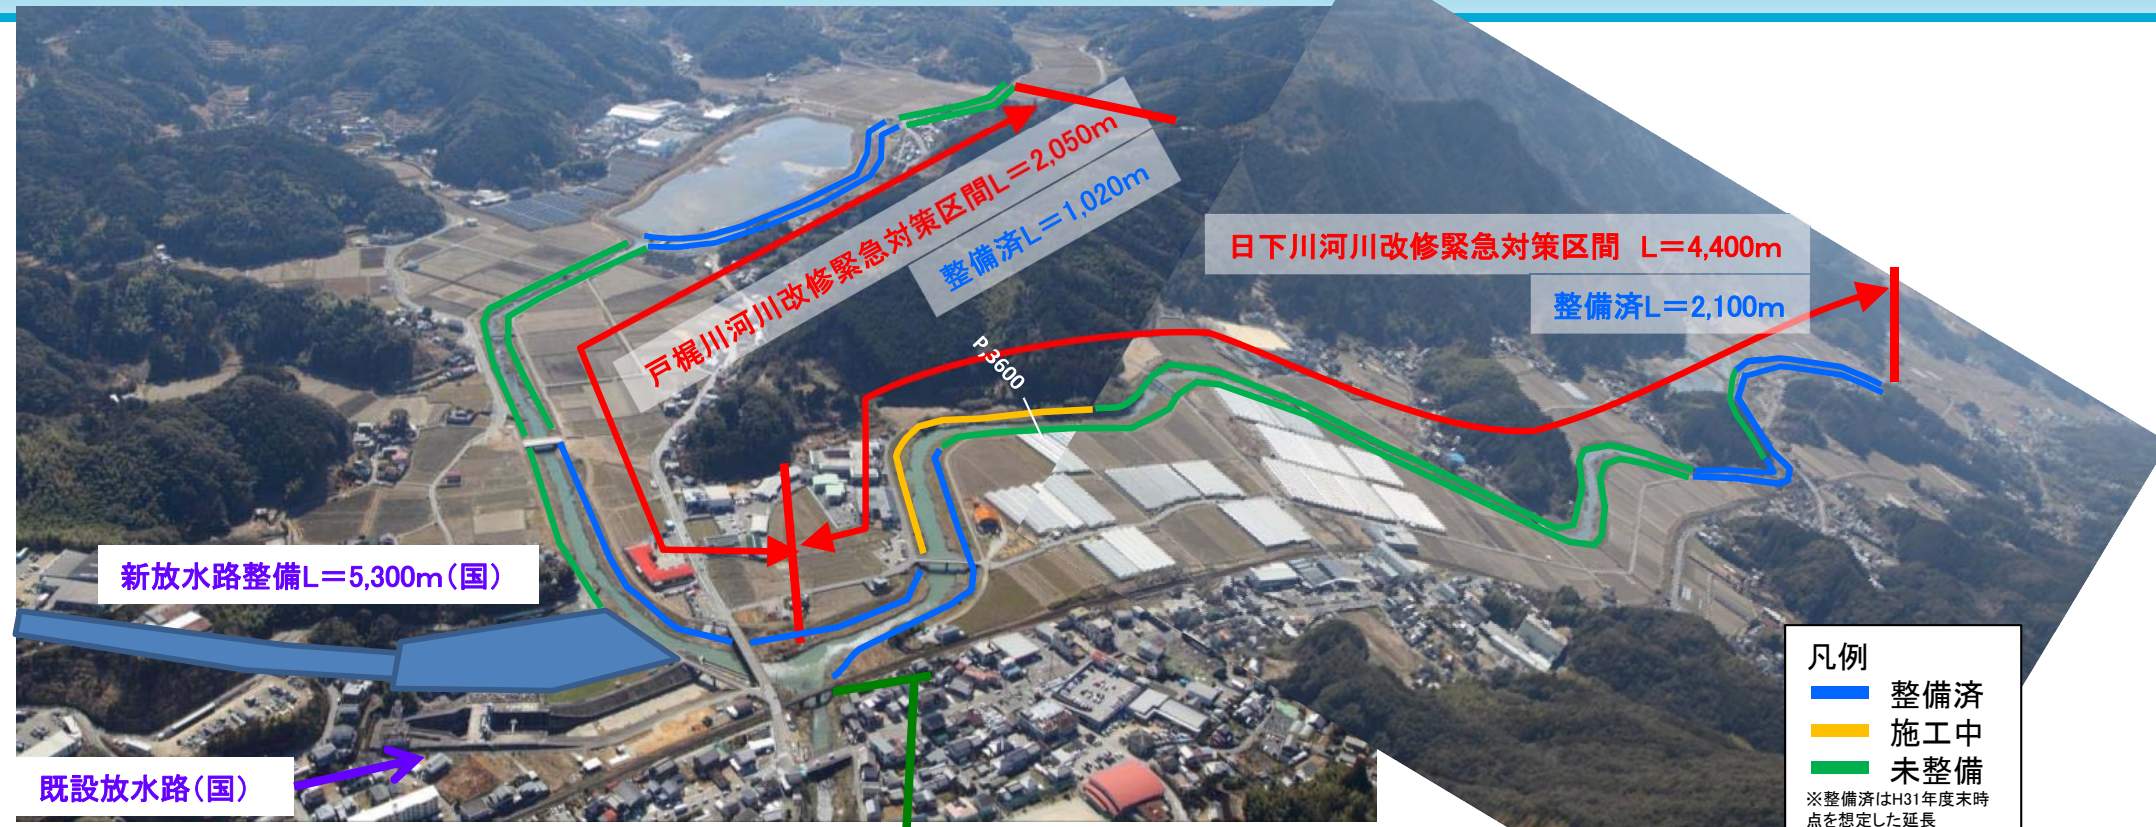 戸梶川河川改修緊急対策区間L=2,050m
整備済L=1,020m
日下川河川改修緊急対策区間 L=4,400m
整備済L=2,100m
P,3600
新放水路整備L=5,300m(国)
既設放水路(国)
凡例
整備済
施工中
未整備
※整備済はH31年度末時
点を想定した延長